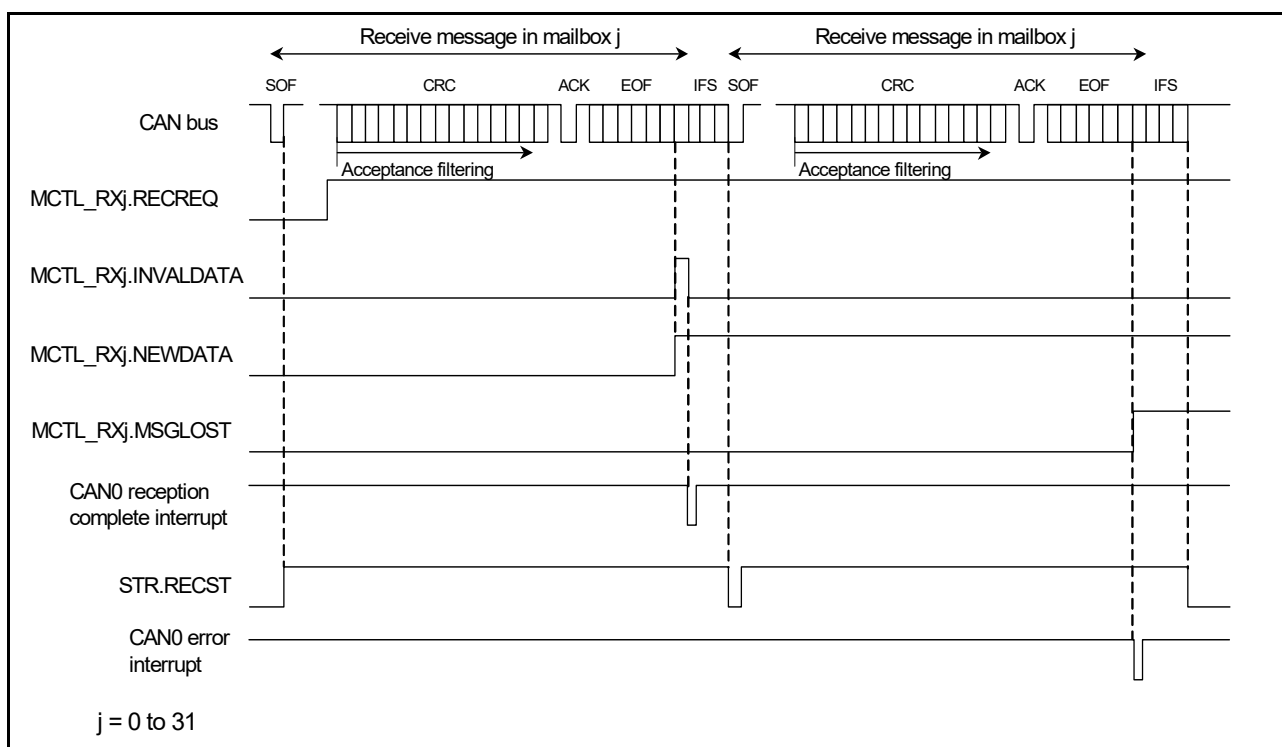 Receive message in mailbox j Receive message in mailbox j
SOF CRC ACK EOF IFS SOF CRC ACK EOF IFS
CAN bus
Acceptance filtering Acceptance filtering
MCTL_RXj.RECREQ
MCTL_RXj.INVALDATA
MCTL_RXj.NEWDATA
MCTL_RXj.MSGLOST
CAN0 reception
complete interrupt
STR.RECST
CAN0 error
interrupt
j = 0 to 31